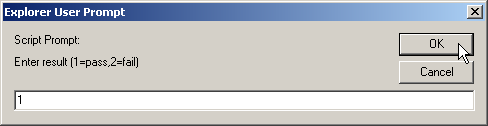 Explorer User Prompt
Script Prompt:
OK
Enter result (1=pass,2=fail)
Cancel
1